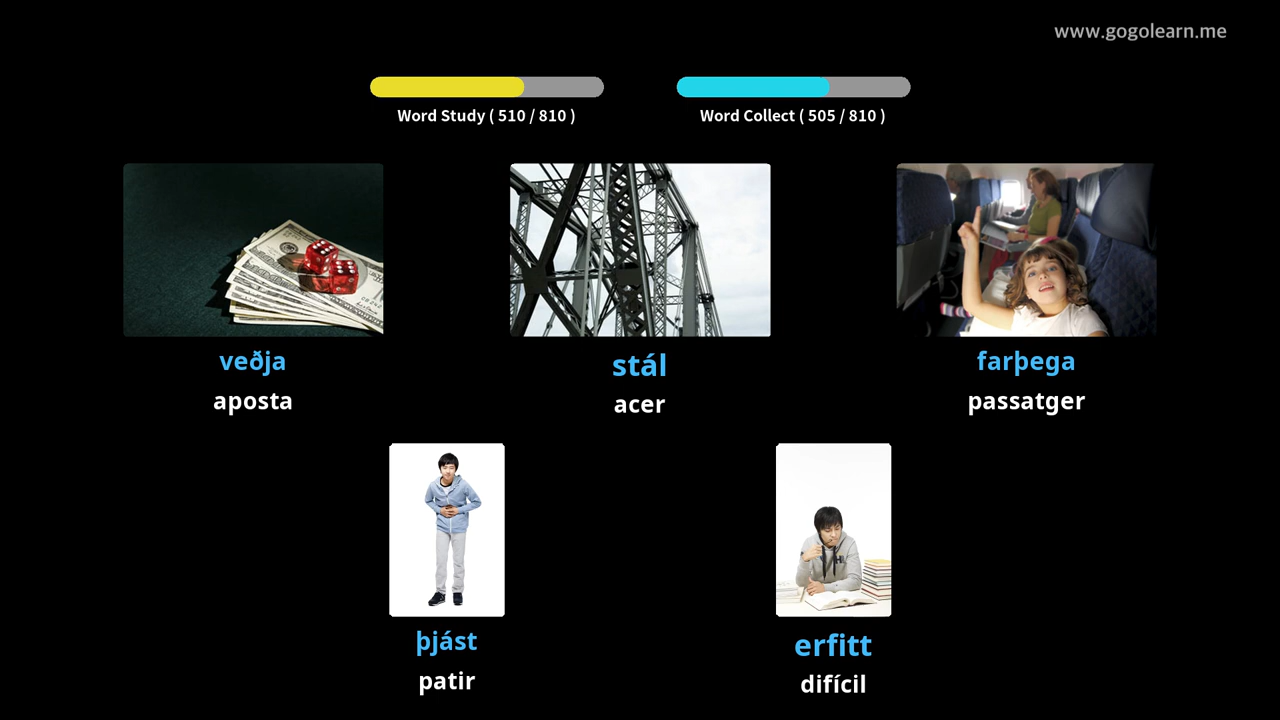 www.gogolearn.me
Word Study ( 510 / 810 )
Word Collect ( 505 / 810 )
veðja
aposta
stál
acer
farþega
passatger
þjást
patir
erfitt
difícil